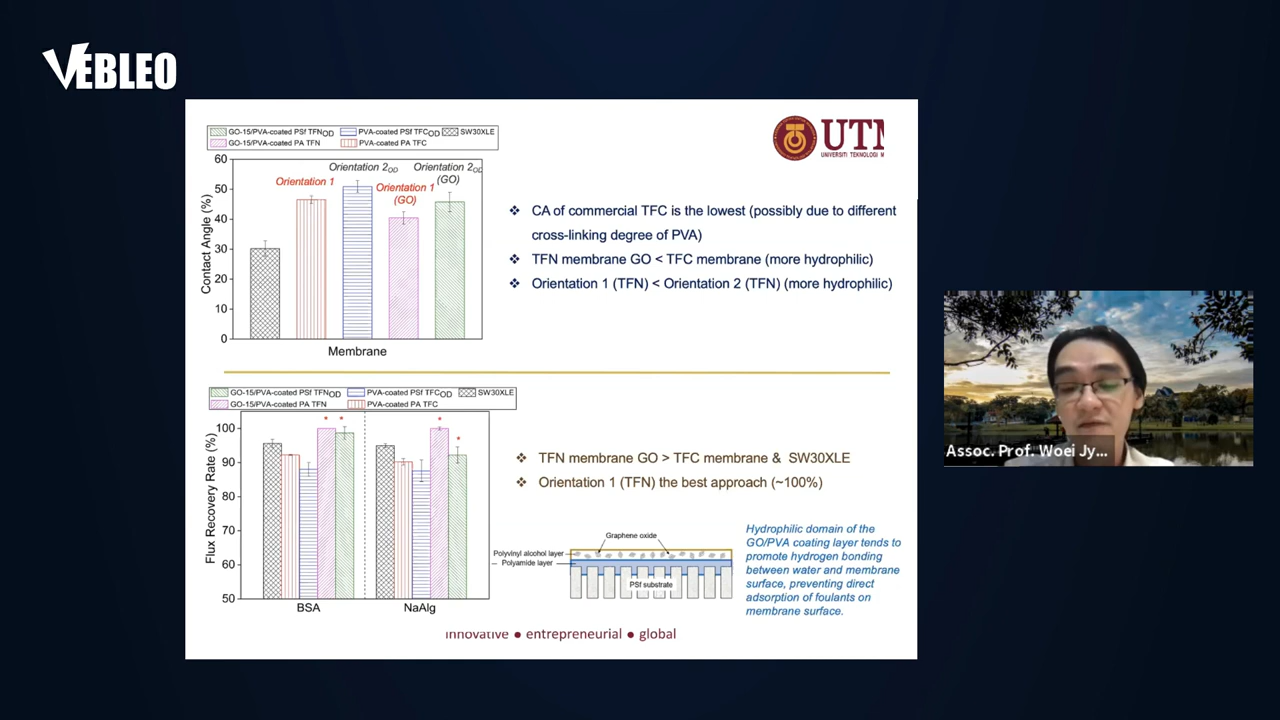 VEBLEO
GO-15/PVA-coated PSf TFNOD PVA-coated PSf TFCOD SW30XLE
GO-15/PVA-coated PA TFN PVA-coated PA TFC
UTM
UNIVERSITI TEKNOLOGI M
60
50
40
30
20
10
0
Contact Angle (%)
Orientation 1
Orientation 2OD
Orientation 1
(GO)
Orientation 2OD
(GO)
Membrane
❖ CA of commercial TFC is the lowest (possibly due to different
cross-linking degree of PVA)
❖ TFN membrane GO < TFC membrane (more hydrophilic)
❖ Orientation 1 (TFN) < Orientation 2 (TFN) (more hydrophilic)
GO-15/PVA-coated PSf TFNOD PVA-coated PSf TFCOD SW30XLE
GO-15/PVA-coated PA TFN PVA-coated PA TFC
100
90
80
70
60
50
Flux Recovery Rate (%)
* *
* *
BSA NaAlg
❖ TFN membrane GO > TFC membrane & SW30XLE
❖ Orientation 1 (TFN) the best approach (~100%)
Graphene oxide
Polyvinyl alcohol layer
Polyamide layer
PSf substrate
Hydrophilic domain of the
GO/PVA coating layer tends to
promote hydrogen bonding
between water and membrane
surface, preventing direct
adsorption of foulants on
membrane surface.
innovative ● entrepreneurial ● global
Assoc. Prof. Woei Jy...